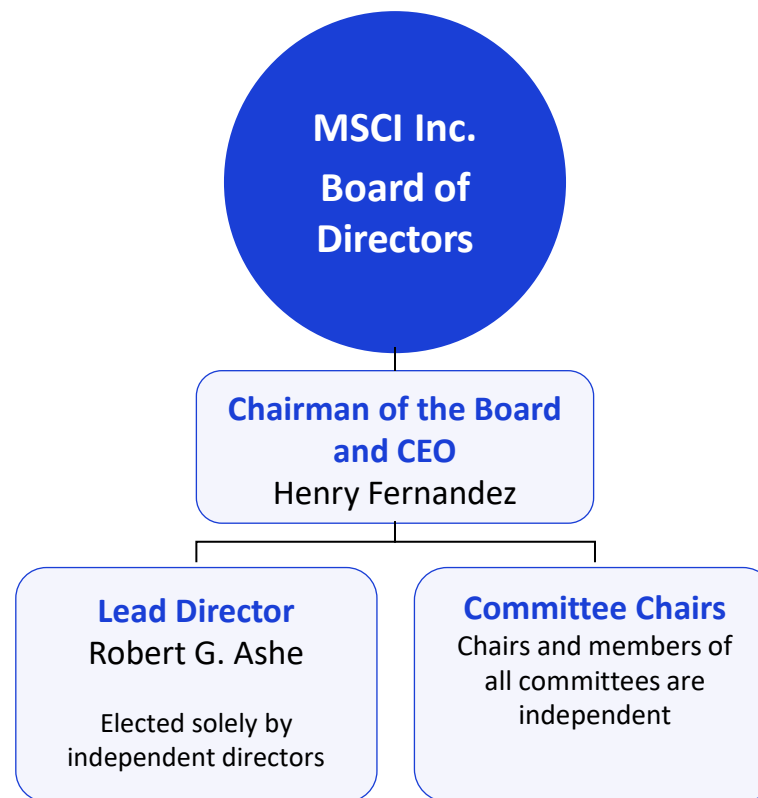 MSCI Inc.
Board of
Directors
Chairman of the Board
and CEO
Henry Fernandez
Lead Director
Robert G. Ashe
Elected solely by
independent directors
Committee Chairs
Chairs and members of
all committees are
independent